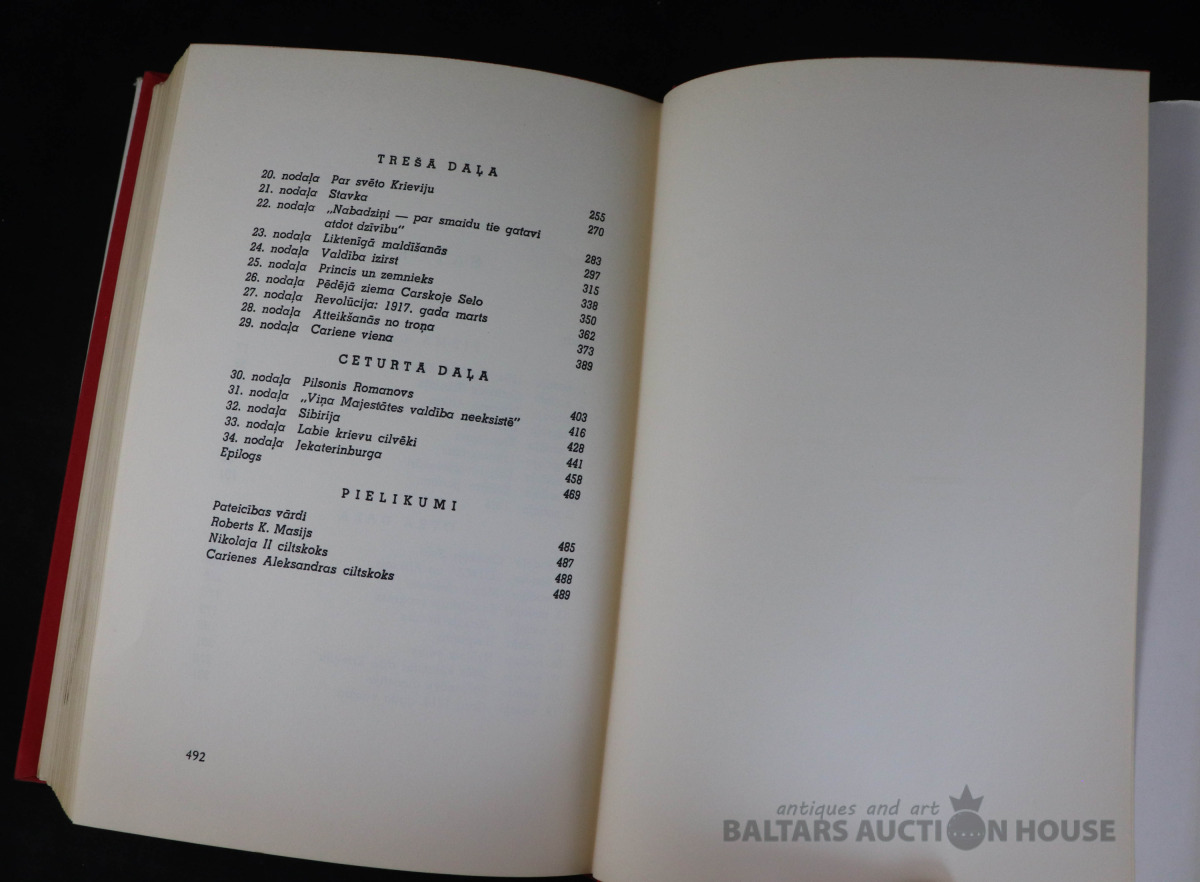 TREŠA DAĻA
20. nodaļa Par svēto Krieviju 255
21. nodaļa Stavka 270
22. nodaļa „Nabadziņi — par smaidu tie gatavi
atdot dzīvību" 283
23. nodaļa Liktenīgā maldīšanās 297
24. nodaļa Valdība izirst 315
25. nodaļa Princis un zemnieks 338
26. nodaļa Pēdējā ziema Carskoje Selo 350
27. nodaļa Revolūcija: 1917. gada marts 362
28. nodaļa Atteikšanās no troņa 373
29. nodaļa Cariene viena 389
CETURTA DAĻA
30. nodaļa Pilsonis Romanovs 403
31. nodaļa „Viņa Majestātes valdība neeksistē" 416
32. nodaļa Sibirija 428
33. nodaļa Labie krievu cilvēki 441
34. nodaļa Jekaterinburga 458
Epilogs 469
PIELIKUMI
Pateicības vārdi 485
Roberts K. Masijs 487
Nikolaja II ciltskoks 488
Carienes Aleksandras ciltskoks 489
492
antiques and art
BALTARS AUCTION HOUSE